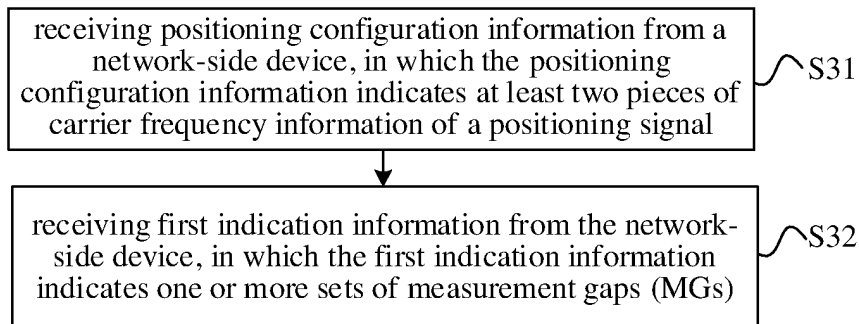 receiving positioning configuration information from a
network-side device, in which the positioning
configuration information indicates at least two pieces of
carrier frequency information of a positioning signal
S31
receiving first indication information from the network-
side device, in which the first indication information
indicates one or more sets of measurement gaps (MGs)
S32